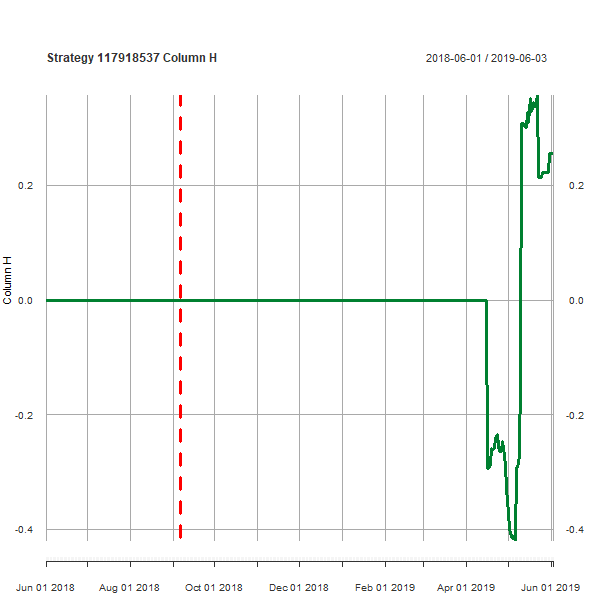 Strategy 117918537 Column H 2018-06-01 / 2019-06-03
Column H
0.2 0.2
0.0 0.0
-0.2 -0.2
-0.4 -0.4
Jun 01 2018 Aug 01 2018 Oct 01 2018 Dec 01 2018 Feb 01 2019 Apr 01 2019 Jun 01 2019